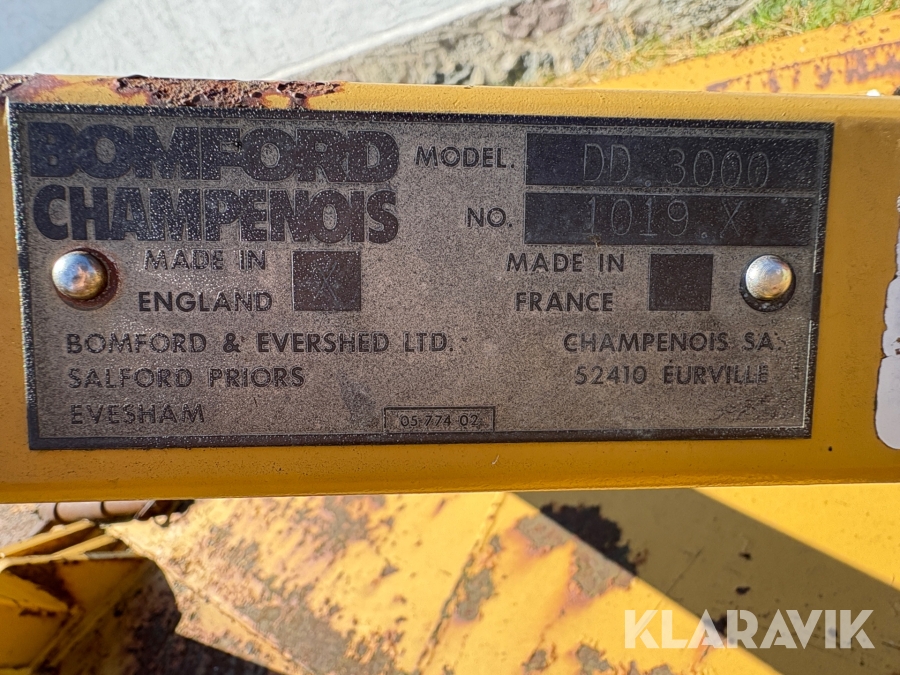 BOMFORD
CHAMPENOIS
MODEL. DD 3000
NO. 1019 X
MADE IN
ENGLAND X
MADE IN
FRANCE
BOMFORD & EVERSHED LTD.
SALFORD PRIORS
EVESHAM
CHAMPENOIS SA.
52410 EURVILLE
05·774 02
KLARAVIK